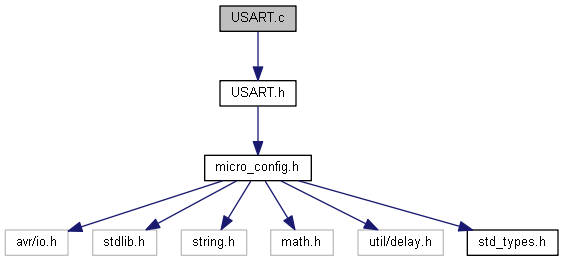 USART.c
USART.h
micro_config.h
avr/io.h
stdlib.h
string.h
math.h
util/delay.h
std_types.h